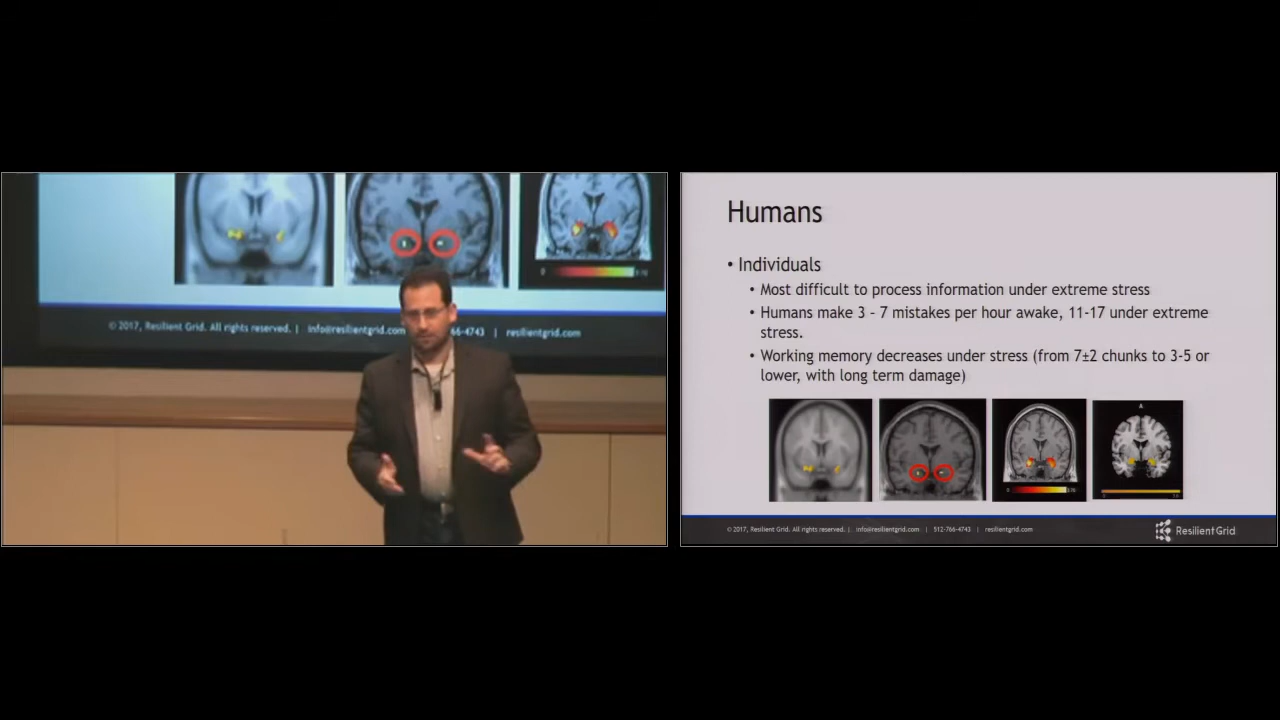 © 2017, Resilient Grid. All rights reserved. | info@resilientgrid.com 66-4743 | resilientgrid.com
Humans
• Individuals
• Most difficult to process information under extreme stress
• Humans make 3 – 7 mistakes per hour awake, 11-17 under extreme
stress.
• Working memory decreases under stress (from 7±2 chunks to 3-5 or
lower, with long term damage)
A
© 2017, Resilient Grid. All rights reserved. | info@resilientgrid.com | 512-766-4743 | resilientgrid.com
ResilientGrid